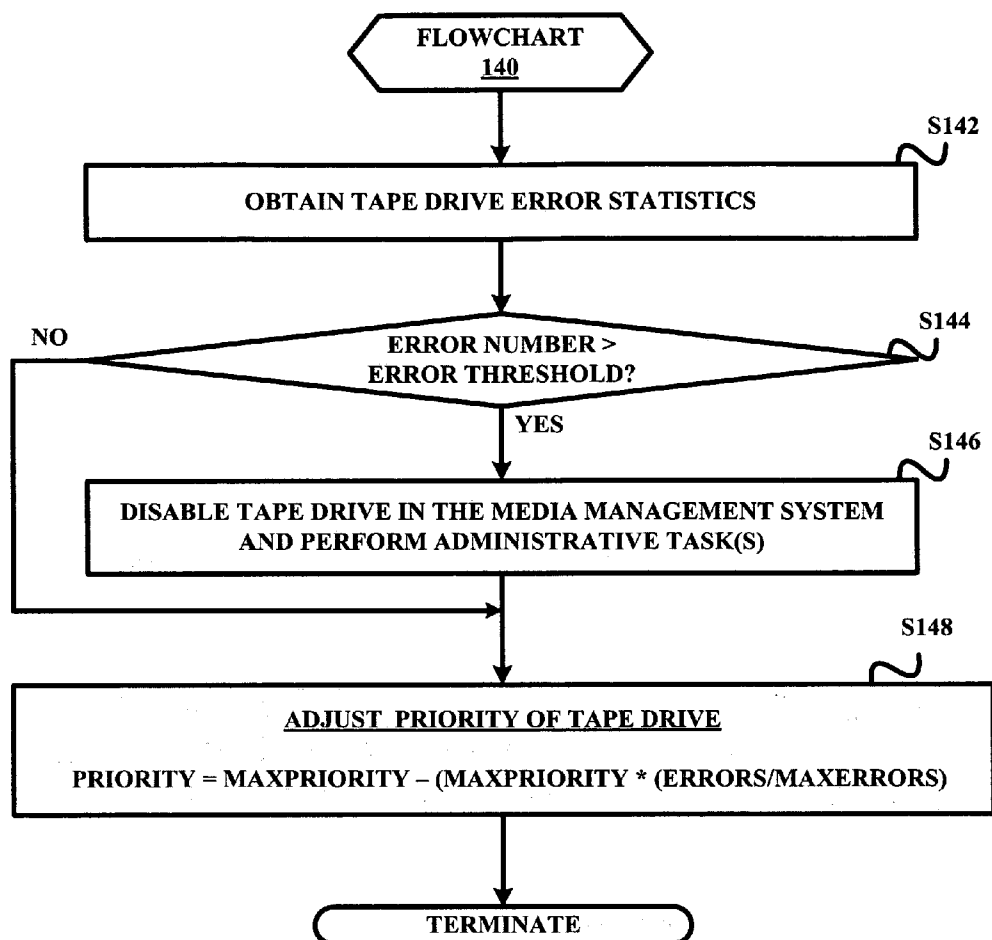 FLOWCHART
140
S142
OBTAIN TAPE DRIVE ERROR STATISTICS
S144
NO
ERROR NUMBER >
ERROR THRESHOLD?
YES
S146
DISABLE TAPE DRIVE IN THE MEDIA MANAGEMENT SYSTEM
AND PERFORM ADMINISTRATIVE TASK(S)
S148
ADJUST PRIORITY OF TAPE DRIVE
PRIORITY = MAXPRIORITY – (MAXPRIORITY * (ERRORS/MAXERRORS)
TERMINATE